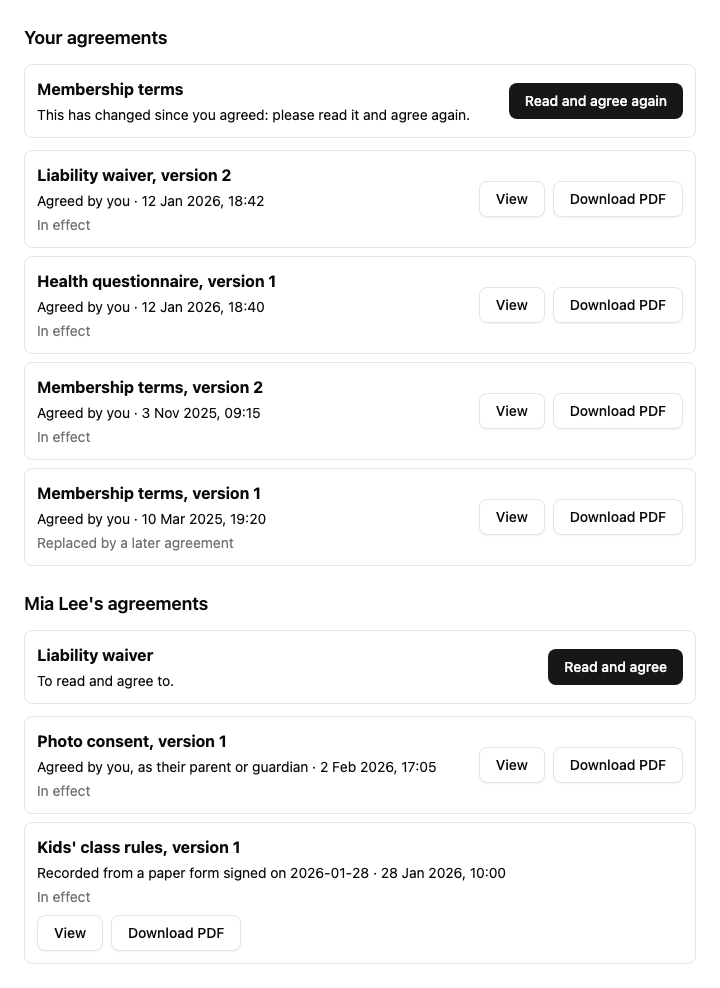 Your agreements
Membership terms
This has changed since you agreed: please read it and agree again.
Read and agree again
Liability waiver, version 2
Agreed by you · 12 Jan 2026, 18:42
In effect
View
Download PDF
Health questionnaire, version 1
Agreed by you · 12 Jan 2026, 18:40
In effect
View
Download PDF
Membership terms, version 2
Agreed by you · 3 Nov 2025, 09:15
In effect
View
Download PDF
Membership terms, version 1
Agreed by you · 10 Mar 2025, 19:20
Replaced by a later agreement
View
Download PDF
Mia Lee's agreements
Liability waiver
To read and agree to.
Read and agree
Photo consent, version 1
Agreed by you, as their parent or guardian · 2 Feb 2026, 17:05
In effect
View
Download PDF
Kids' class rules, version 1
Recorded from a paper form signed on 2026-01-28 · 28 Jan 2026, 10:00
In effect
View
Download PDF